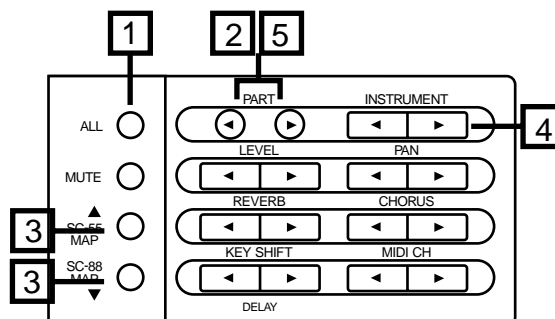 1 2 5
PART INSTRUMENT
ALL
4
LEVEL PAN
MUTE
REVERB CHORUS
3 SC-55
MAP
KEY SHIFT MIDI CH
3 SC-88
MAP
DELAY